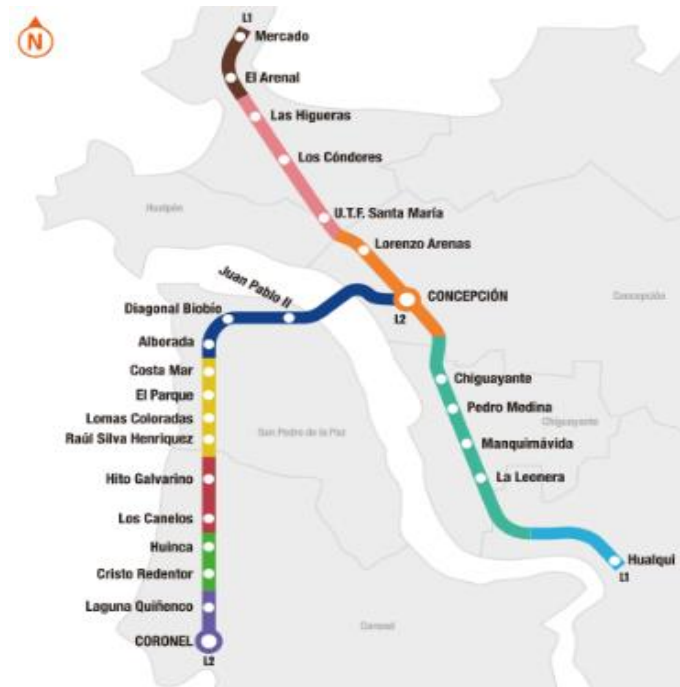 N
L1
Mercado
El Arenal
Las Higueras
Los Cóndores
Hualpén
U.T.F. Santa María
Lorenzo Arenas
Juan Pablo II
CONCEPCIÓN
Concepción
L2
Diagonal Biobío
Alborada
Costa Mar
El Parque
Lomas Coloradas
Raúl Silva Henriquez
San Pedro de la Paz
Chiguayante
Pedro Medina
Chiguayante
Manquimávida
La Leonera
Hito Galvarino
Los Canelos
Huinca
Cristo Redentor
Hualqui
L1
Laguna Quiñenco
Coronel
CORONEL
L2